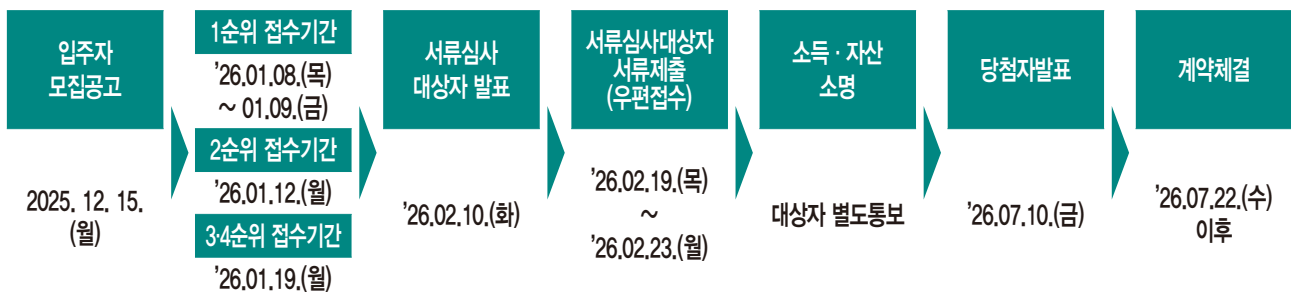 입주자
모집공고
2025. 12. 15.
(월)
1순위 접수기간
’26.01.08.(목)
~ 01.09.(금)
2순위 접수기간
’26.01.12.(월)
3·4순위 접수기간
’26.01.19.(월)
서류심사
대상자 발표
’26.02.10.(화)
서류심사대상자
서류제출
(우편접수)
’26.02.19.(목)
~
’26.02.23.(월)
소득 · 자산
소명
대상자 별도통보
당첨자발표
’26.07.10.(금)
계약체결
’26.07.22.(수)
이후